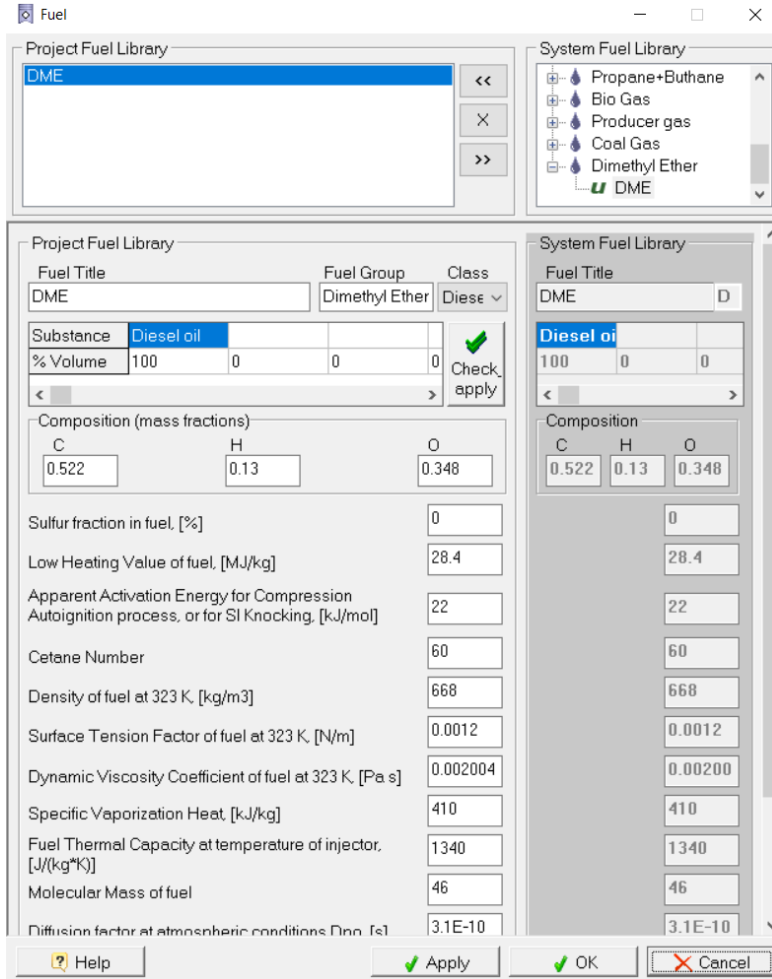 Fuel
Project Fuel Library
DME
<<
X
>>
System Fuel Library
Propane+Buthane
Bio Gas
Producer gas
Coal Gas
Dimethyl Ether
DME
Project Fuel Library
Fuel Title Fuel Group Class
DME Dimethyl Ether Diese
Substance Diesel oil
% Volume 100 0 0 0
Check
apply
Composition (mass fractions)
C H O
0.522 0.13 0.348
Sulfur fraction in fuel, [%] 0
Low Heating Value of fuel, [MJ/kg] 28.4
Apparent Activation Energy for Compression
Autoignition process, or for SI Knocking, [kJ/mol] 22
Cetane Number 60
Density of fuel at 323 K, [kg/m3] 668
Surface Tension Factor of fuel at 323 K, [N/m] 0.0012
Dynamic Viscosity Coefficient of fuel at 323 K, [Pa s] 0.002004
Specific Vaporization Heat, [kJ/kg] 410
Fuel Thermal Capacity at temperature of injector,
[J/(kg*K)] 1340
Molecular Mass of fuel 46
Diffusion factor at atmospheric conditions Dpo, [s] 3.1E-10
System Fuel Library
Fuel Title
DME D
Diesel oi
100 0 0
Composition
C H O
0.522 0.13 0.348
0
28.4
22
60
668
0.0012
0.00200
410
1340
46
3.1E-10
Help
Apply
OK
Cancel